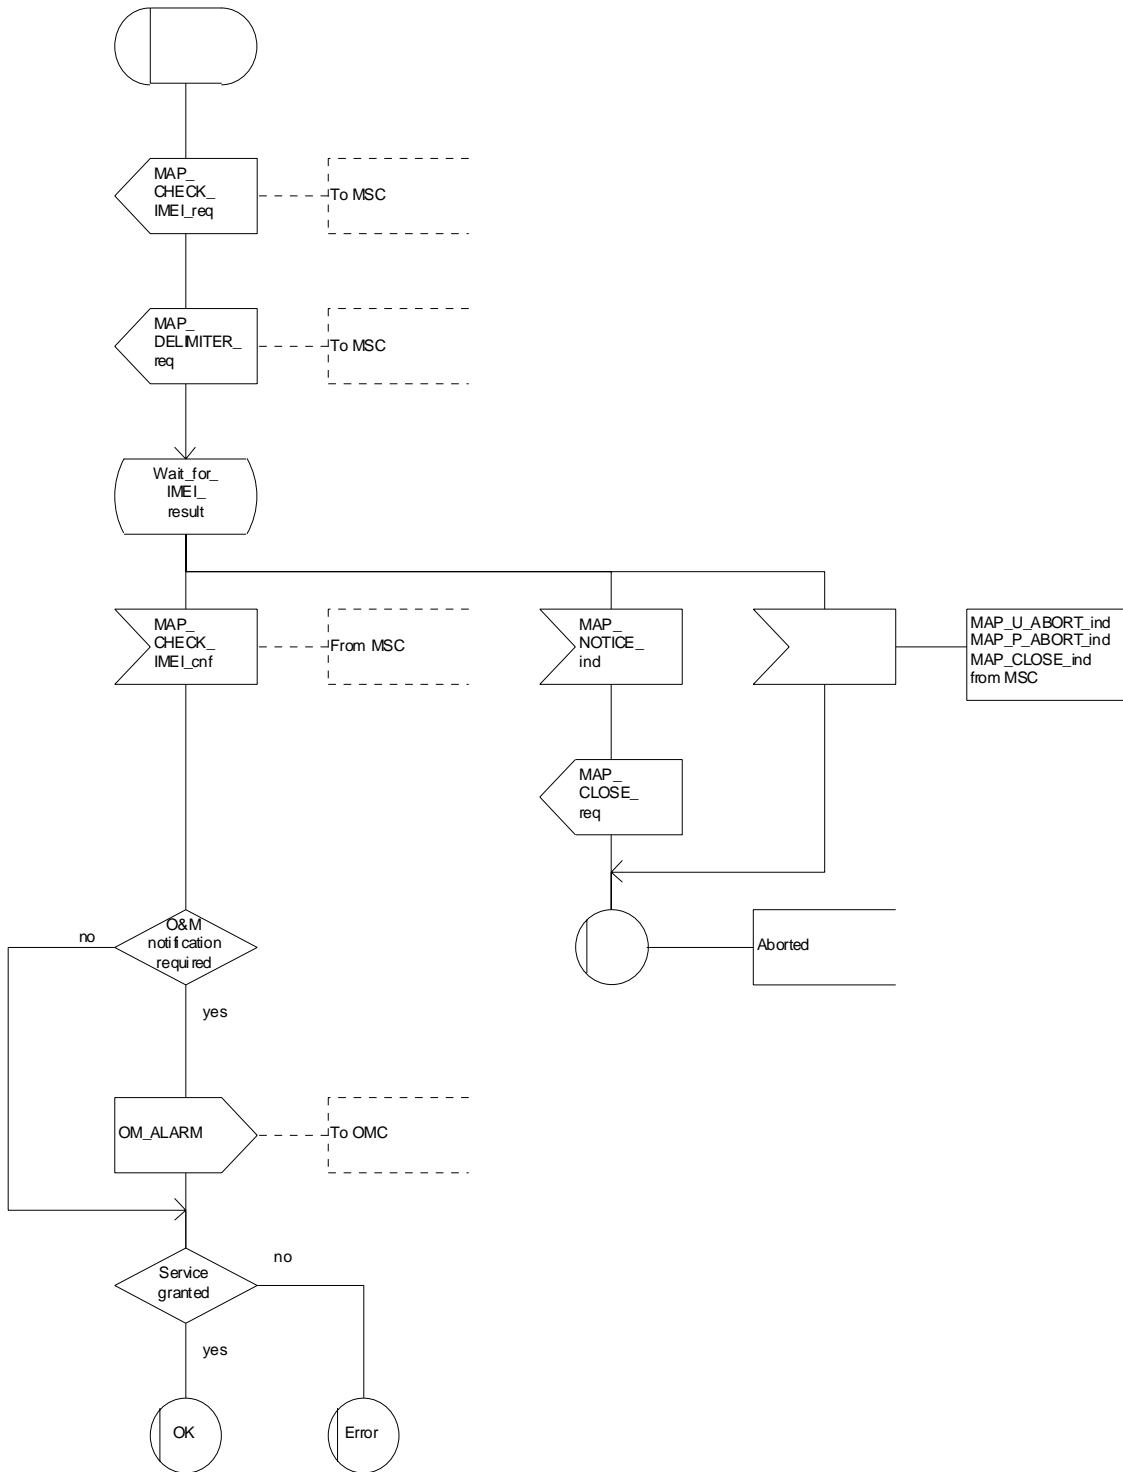 MAP_
CHECK_
IMEI_req
To MSC
MAP_
DELIMITER_
req
To MSC
Wait_for_
IMEI_
result
MAP_
CHECK_
IMEI_cnf
From MSC
MAP_
NOTICE_
ind
MAP_U_ABORT_ind
MAP_P_ABORT_ind
MAP_CLOSE_ind
from MSC
MAP_
CLOSE_
req
O&M
notification
required
no
yes
Aborted
OM_ALARM
To OMC
Service
granted
no
yes
OK
Error